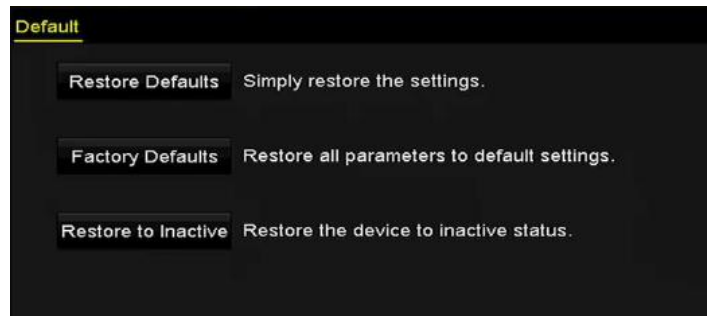 Default
Restore Defaults Simply restore the settings.
Factory Defaults Restore all parameters to default settings.
Restore to Inactive Restore the device to inactive status.